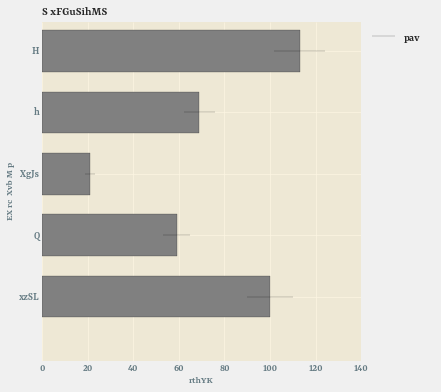 S xFGuSihMS
pav
H
h
XgJs
Q
xzSL
EX rc Xvb M p
0 20 40 60 80 100 120 140
rthYK